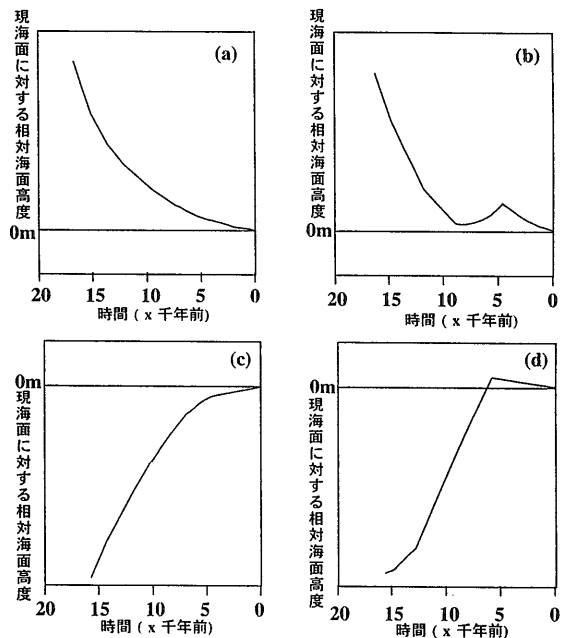 現海面に対する相対海面高度
(a)
0m
20 15 10 5 0
時間 ( x 千年前)
現海面に対する相対海面高度
(b)
0m
20 15 10 5 0
時間 ( x 千年前)
(c)
0m
現海面に対する相対海面高度
20 15 10 5 0
時間 ( x 千年前)
(d)
0m
現海面に対する相対海面高度
20 15 10 5 0
時間 ( x 千年前)